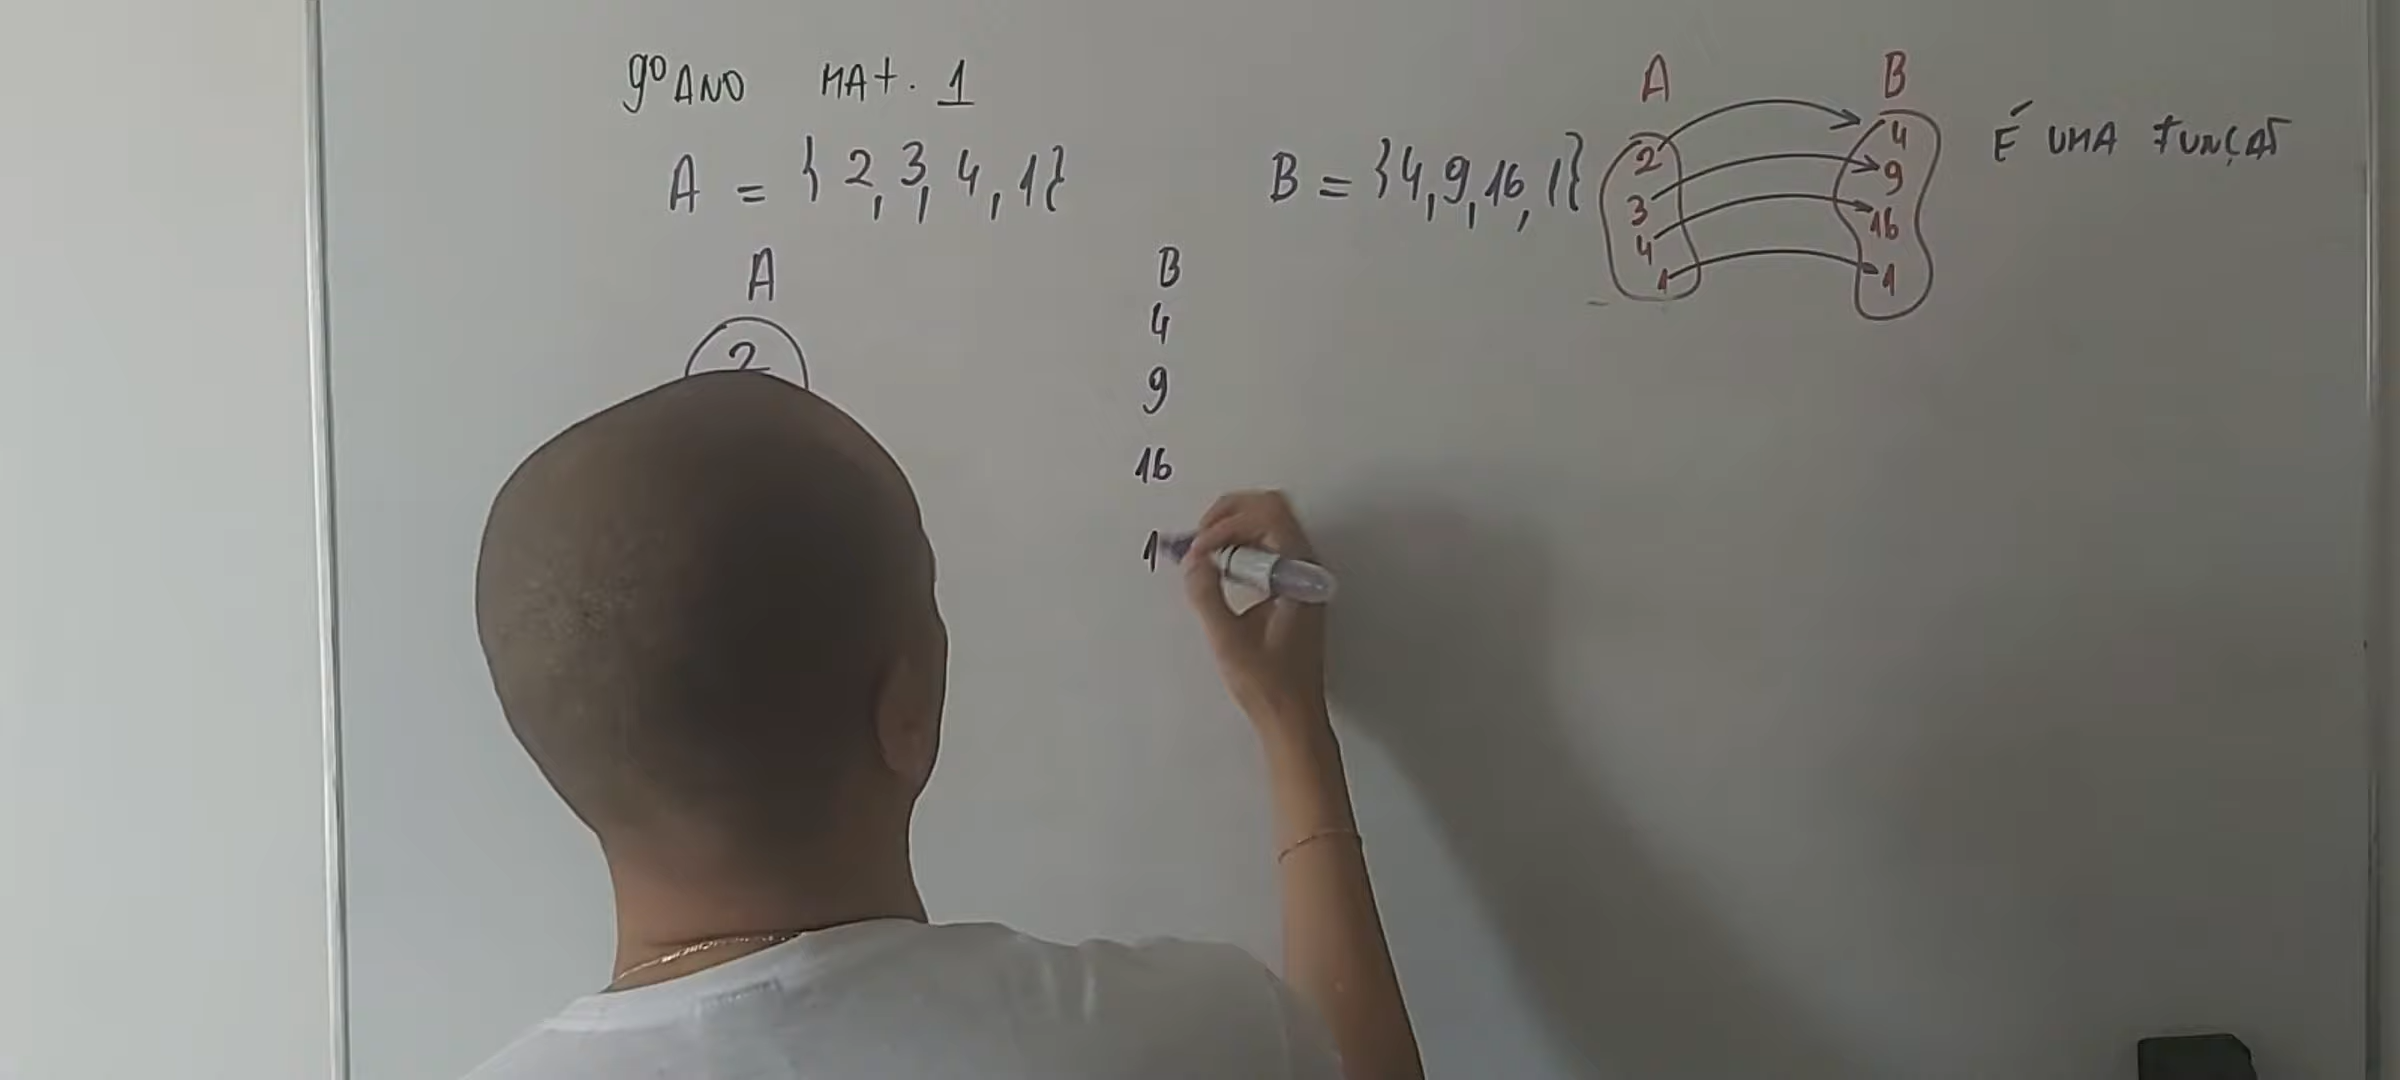 9º ANO MAT. 1
A = { 2, 3, 4, 1}
B = {4, 9, 16, 1}
A
B
2
3
4
1
4
9
16
1
É UMA FUNÇÃO
A
2
B
4
9
16
1